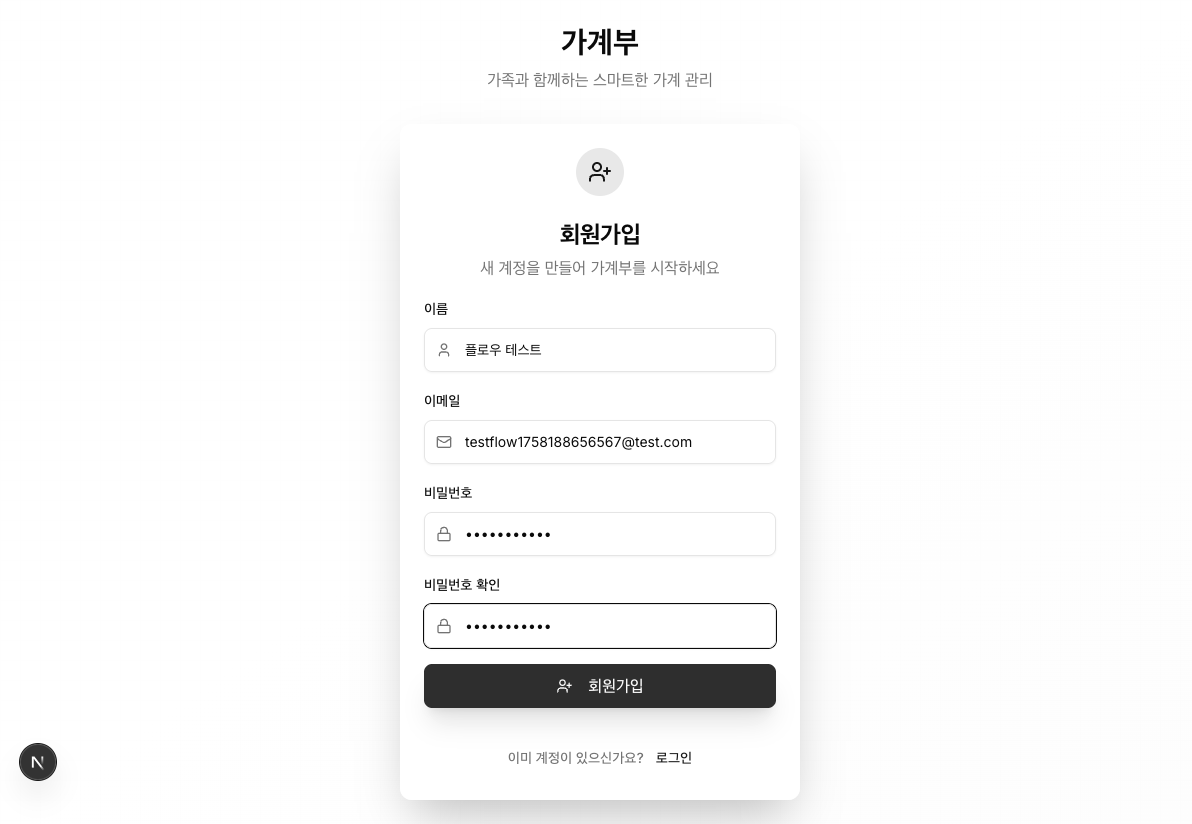 가계부
가족과 함께하는 스마트한 가계 관리
회원가입
새 계정을 만들어 가계부를 시작하세요
이름
플로우 테스트
이메일
testflow1758188656567@test.com
비밀번호
•••••••••••
비밀번호 확인
•••••••••••
회원가입
이미 계정이 있으신가요? 로그인
N